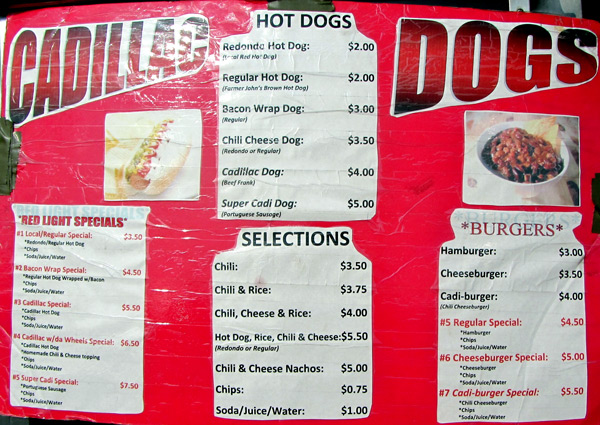 CADILLAC DOGS
HOT DOGS
Redondo Hot Dog: $2.00
(Local Red Hot Dog)
Regular Hot Dog: $2.00
(Farmer John's Brown Hot Dog)
Bacon Wrap Dog: $3.00
(Regular)
Chili Cheese Dog: $3.50
(Redondo or Regular)
Cadillac Dog: $4.00
(Beef Frank)
Super Cadi Dog: $5.00
(Portuguese Sausage)
"RED LIGHT SPECIALS"
#1 Local/Regular Special: $3.50
*Redondo/Regular Hot Dog
*Chips
*Soda/Juice/Water
#2 Bacon Wrap Special: $4.50
*Regular Hot Dog Wrapped w/Bacon
*Chips
*Soda/Juice/Water
#3 Cadillac Special: $5.50
*Cadillac Hot Dog
*Chips
*Soda/Juice/Water
#4 Cadillac w/da Wheels Special: $6.50
*Cadillac Hot Dog
*Homemade Chili & Cheese topping
*Chips
*Soda/Juice/Water
#5 Super Cadi Special: $7.50
*Portuguese Sausage
*Chips
*Soda/Juice/Water
SELECTIONS
Chili: $3.50
Chili & Rice: $3.75
Chili, Cheese & Rice: $4.00
Hot Dog, Rice, Chili & Cheese: $5.50
(Redondo or Regular)
Chili & Cheese Nachos: $5.00
Chips: $0.75
Soda/Juice/Water: $1.00
*BURGERS*
Hamburger: $3.00
Cheeseburger: $3.50
Cadi-burger: $4.00
(Chili Cheeseburger)
#5 Regular Special: $4.50
*Hamburger
*Chips
*Soda/Juice/Water
#6 Cheeseburger Special: $5.00
*Cheeseburger
*Chips
*Soda/Juice/Water
#7 Cadi-burger Special: $5.50
*Chili Cheeseburger
*Chips
*Soda/Juice/Water